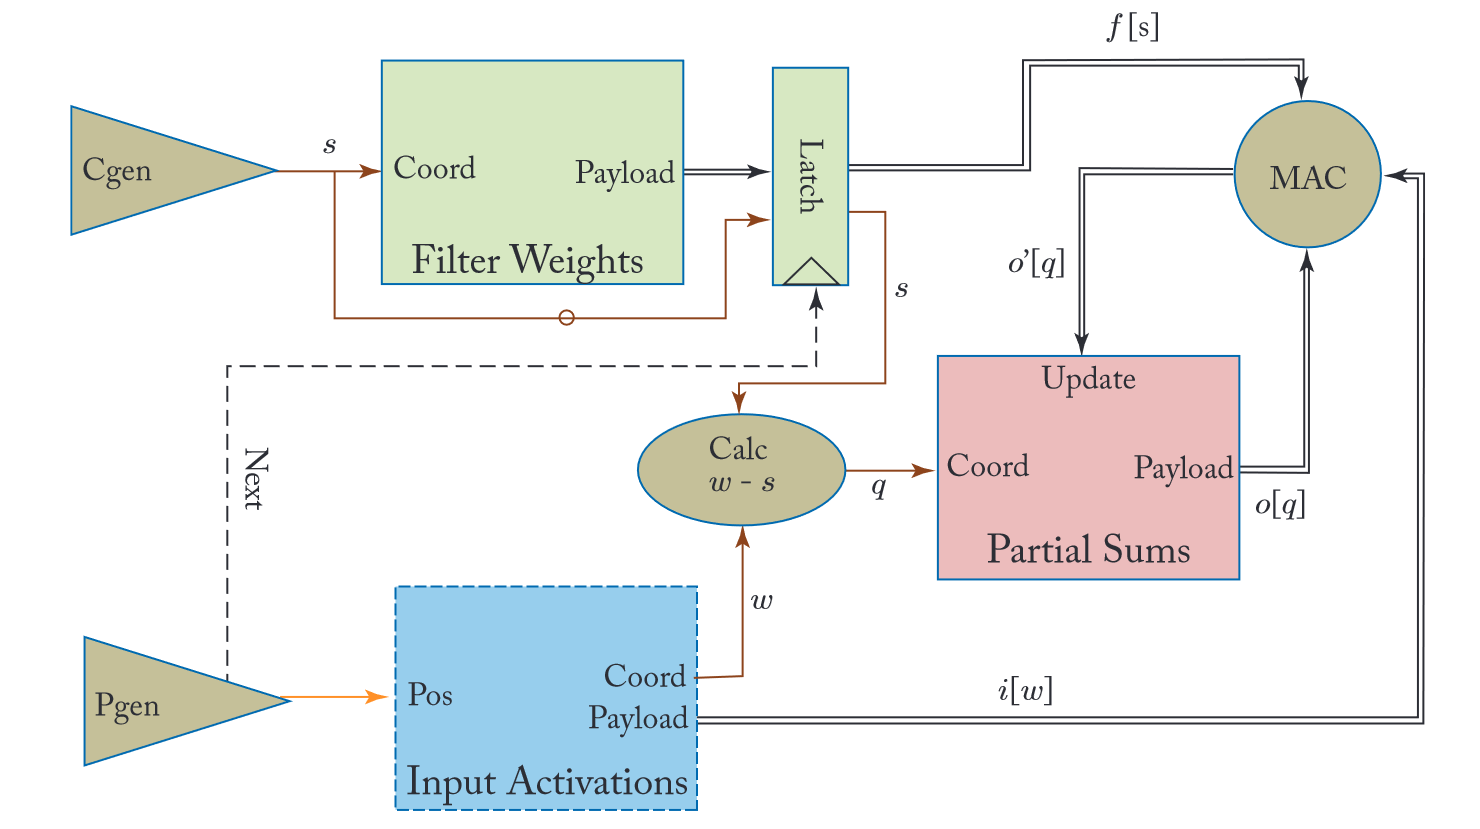 f[s]
s
Cgen
Coord
Payload
Latch
MAC
Filter Weights
o’[q]
s
Update
Next
Calc
w - s
q
Coord
Payload
o[q]
Partial Sums
w
Coord
i[w]
Pgen
Pos
Payload
Input Activations